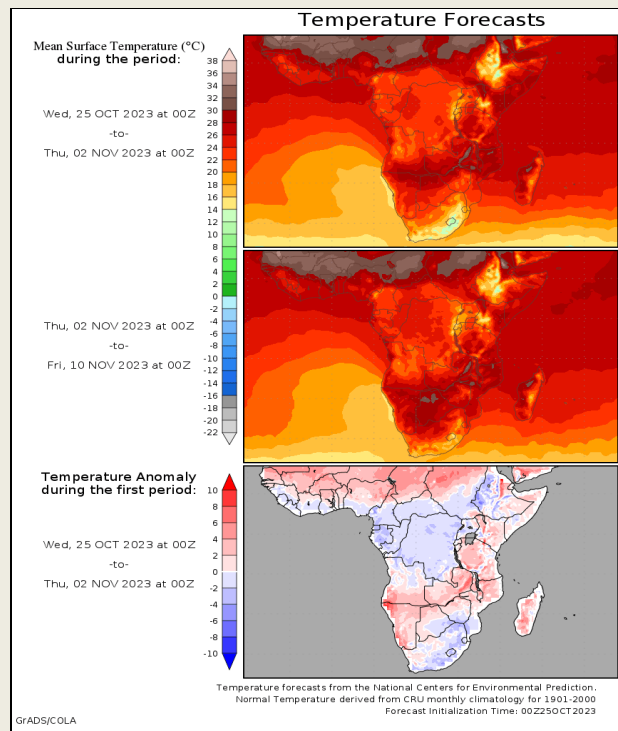 Temperature Forecasts
Mean Surface Temperature (°C)
during the period:
Wed, 25 OCT 2023 at 00Z
-to-
Thu, 02 NOV 2023 at 00Z
38
36
34
32
30
28
26
24
22
20
18
16
14
12
10
8
6
4
2
0
-2
-4
-6
-8
-10
-12
-14
-16
-18
-20
-22
Thu, 02 NOV 2023 at 00Z
-to-
Fri, 10 NOV 2023 at 00Z
Temperature Anomaly
during the first period:
Wed, 25 OCT 2023 at 00Z
-to-
Thu, 02 NOV 2023 at 00Z
10
8
6
4
2
0
-2
-4
-6
-8
-10
Temperature forecasts from the National Centers for Environmental Prediction.
Normal Temperature derived from CRU monthly climatology for 1901-2000
Forecast Initialization Time: 00Z25OCT2023
GrADS/COLA